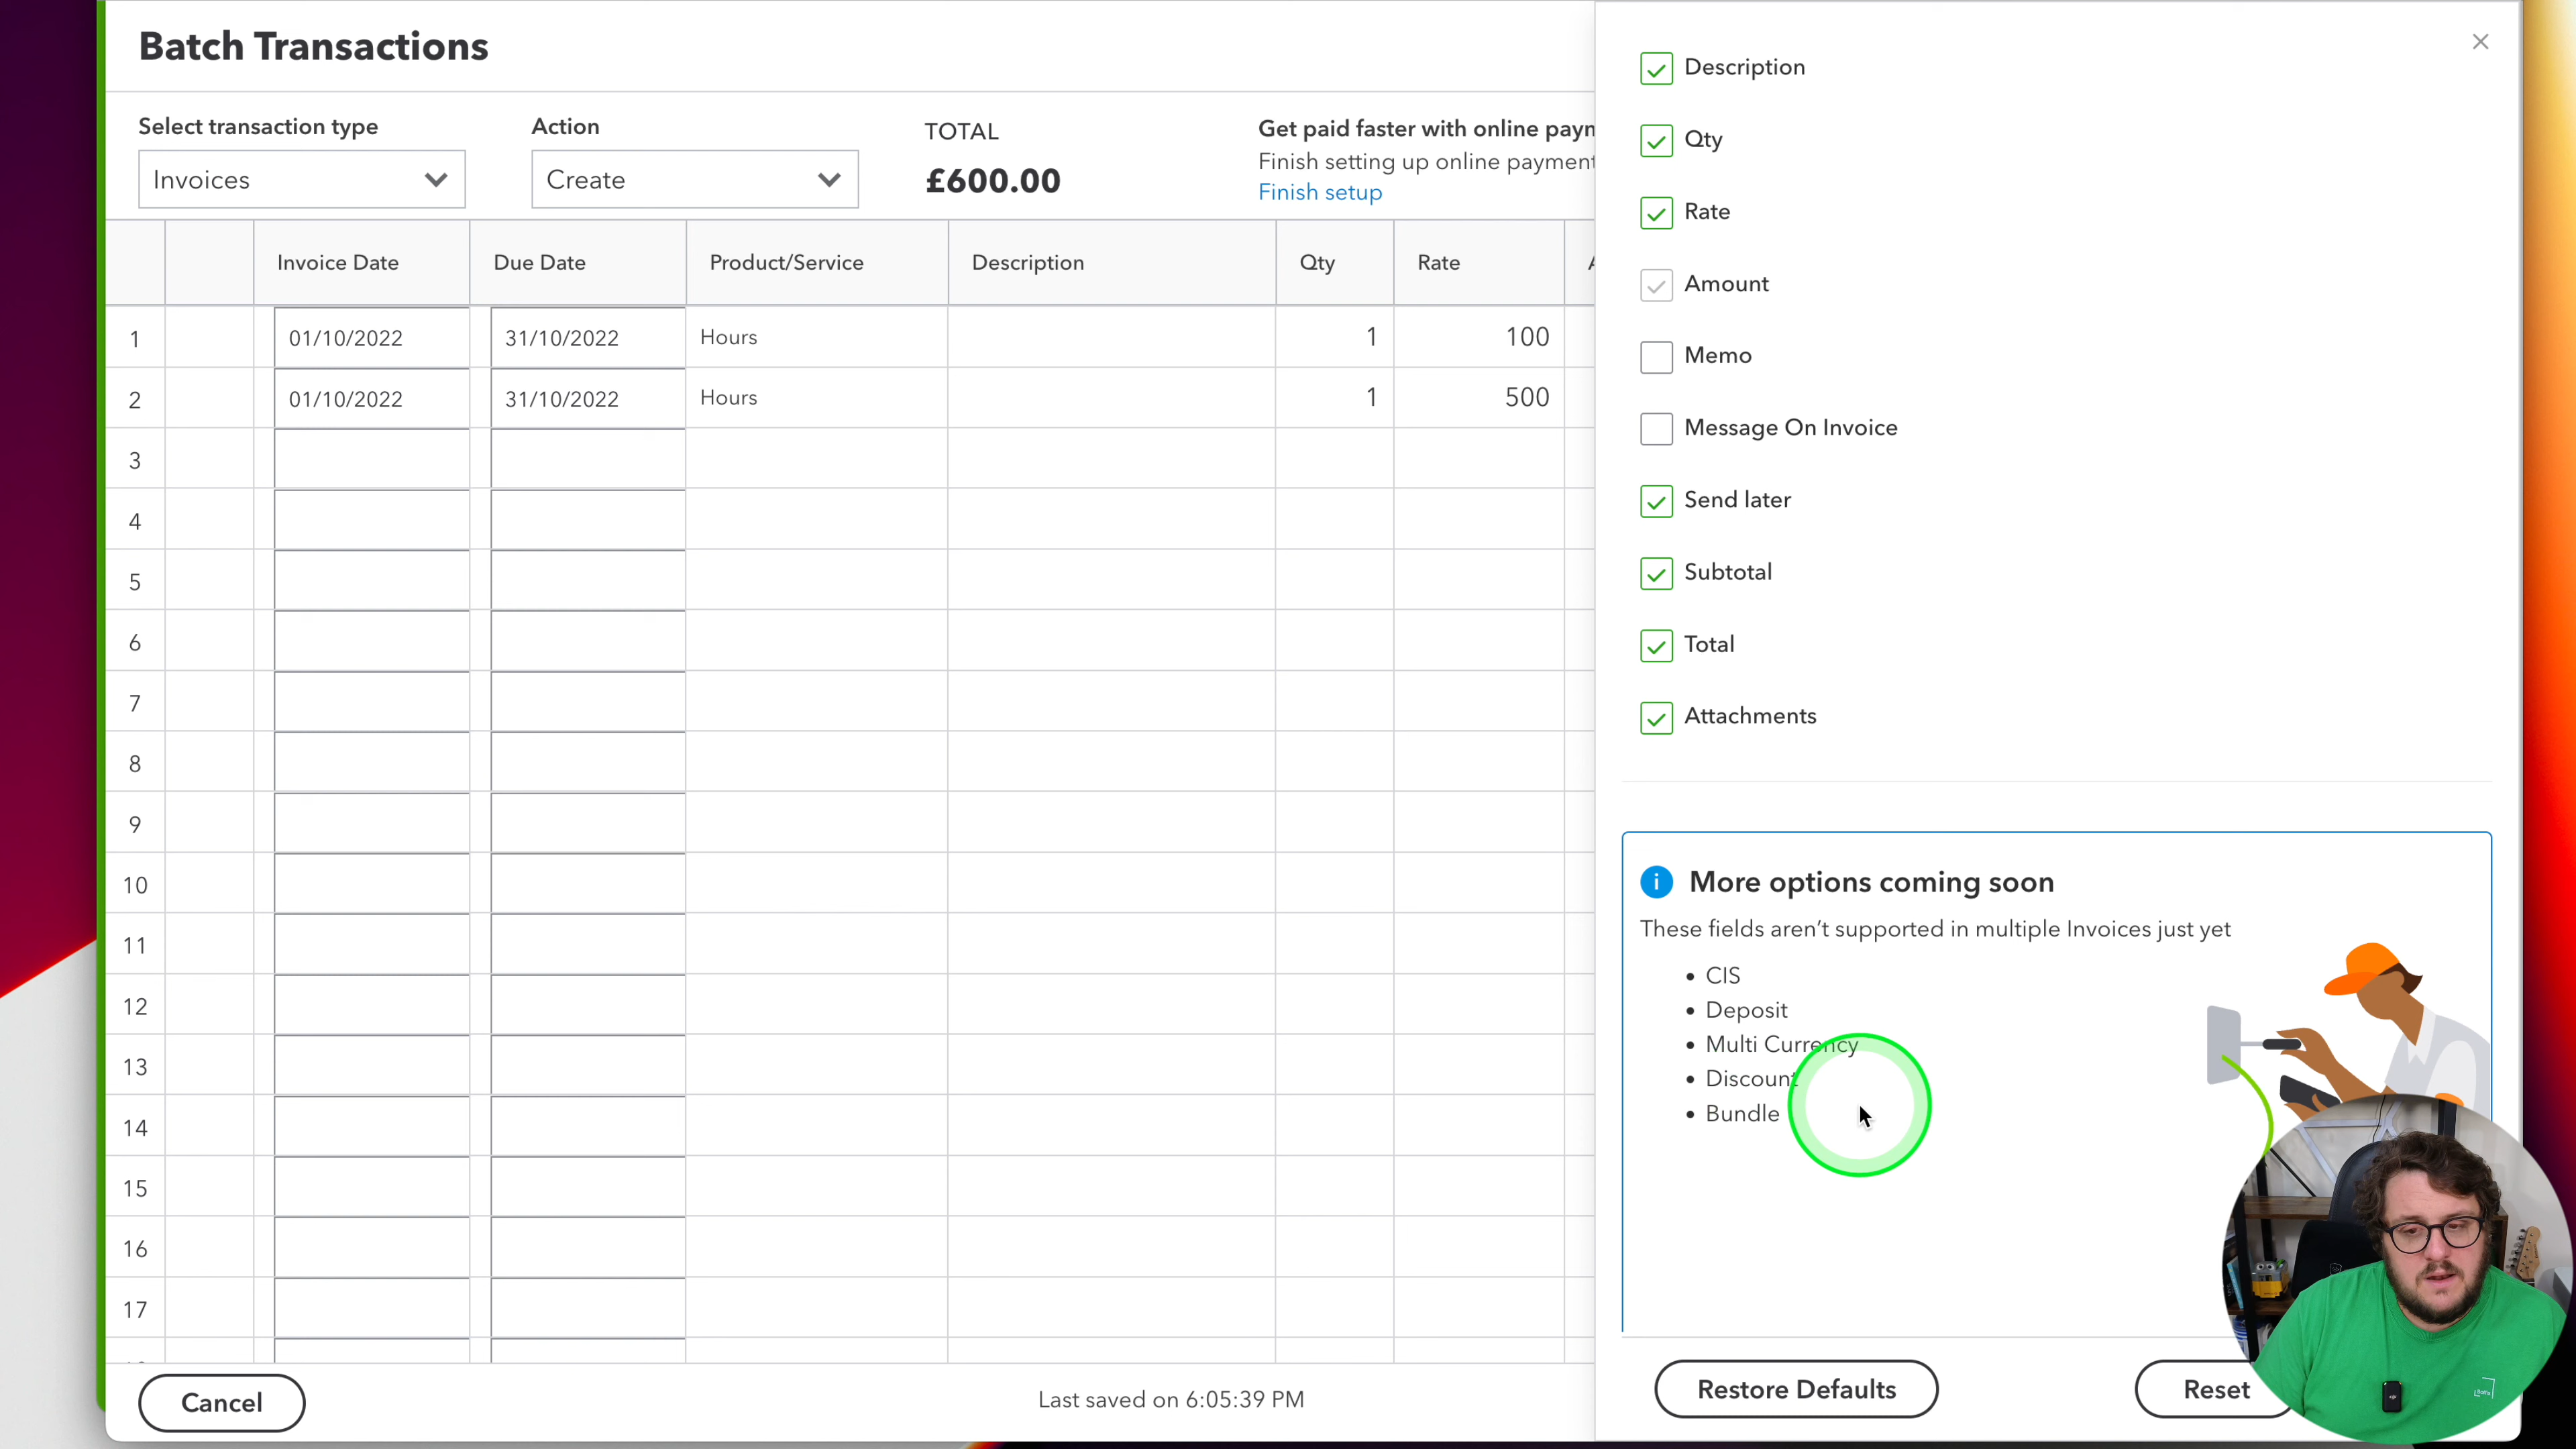 Batch Transactions
Select transaction type
Action
TOTAL
Get paid faster with online payn
Invoices
Create
£600.00
Finish setting up online payment
Finish setup
Invoice Date Due Date Product/Service Description Qty Rate
1 01/10/2022 31/10/2022 Hours 1 100
2 01/10/2022 31/10/2022 Hours 1 500
3
4
5
6
7
8
9
10
11
12
13
14
15
16
17
Cancel
Last saved on 6:05:39 PM
Description
Qty
Rate
Amount
Memo
Message On Invoice
Send later
Subtotal
Total
Attachments
More options coming soon
These fields aren't supported in multiple Invoices just yet
• CIS
• Deposit
• Multi Currency
• Discount
• Bundle
Restore Defaults
Reset